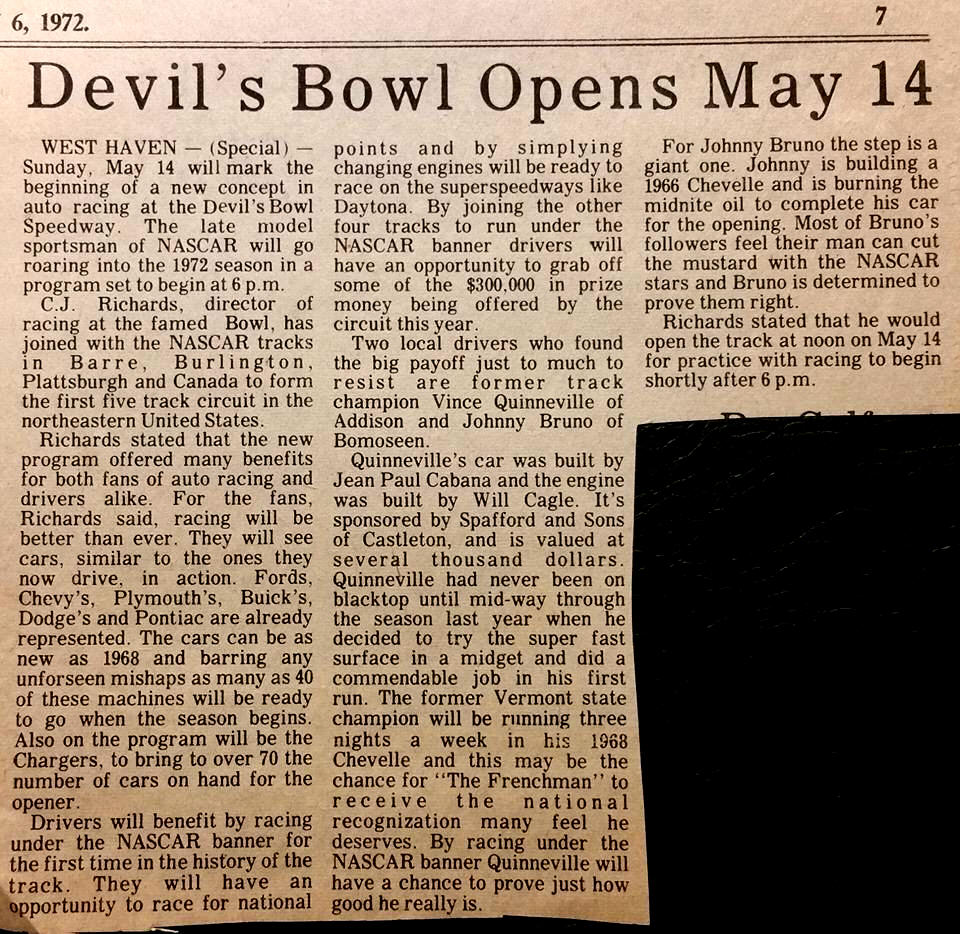 6, 1972.
7
Devil's Bowl Opens May 14
WEST HAVEN — (Special) —
Sunday, May 14 will mark the
beginning of a new concept in
auto racing at the Devil's Bowl
Speedway. The late model
sportsman of NASCAR will go
roaring into the 1972 season in a
program set to begin at 6 p.m.
C.J. Richards, director of
racing at the famed Bowl, has
joined with the NASCAR tracks
in Barre, Burlington,
Plattsburgh and Canada to form
the first five track circuit in the
northeastern United States.
Richards stated that the new
program offered many benefits
for both fans of auto racing and
drivers alike. For the fans,
Richards said, racing will be
better than ever. They will see
cars, similar to the ones they
now drive, in action. Fords,
Chevy's, Plymouth's, Buick's,
Dodge's and Pontiac are already
represented. The cars can be as
new as 1968 and barring any
unforseen mishaps as many as 40
of these machines will be ready
to go when the season begins.
Also on the program will be the
Chargers, to bring to over 70 the
number of cars on hand for the
opener.
Drivers will benefit by racing
under the NASCAR banner for
the first time in the history of the
track. They will have an
opportunity to race for national
points and by simplying
changing engines will be ready to
race on the superspeedways like
Daytona. By joining the other
four tracks to run under the
NASCAR banner drivers will
have an opportunity to grab off
some of the $300,000 in prize
money being offered by the
circuit this year.
Two local drivers who found
the big payoff just to much to
resist are former track
champion Vince Quinneville of
Addison and Johnny Bruno of
Bomoseen.
Quinneville's car was built by
Jean Paul Cabana and the engine
was built by Will Cagle. It's
sponsored by Spafford and Sons
of Castleton, and is valued at
several thousand dollars.
Quinneville had never been on
blacktop until mid-way through
the season last year when he
decided to try the super fast
surface in a midget and did a
commendable job in his first
run. The former Vermont state
champion will be running three
nights a week in his 1968
Chevelle and this may be the
chance for "The Frenchman" to
receive the national
recognization many feel he
deserves. By racing under the
NASCAR banner Quinneville will
have a chance to prove just how
good he really is.
For Johnny Bruno the step is a
giant one. Johnny is building a
1966 Chevelle and is burning the
midnite oil to complete his car
for the opening. Most of Bruno's
followers feel their man can cut
the mustard with the NASCAR
stars and Bruno is determined to
prove them right.
Richards stated that he would
open the track at noon on May 14
for practice with racing to begin
shortly after 6 p.m.